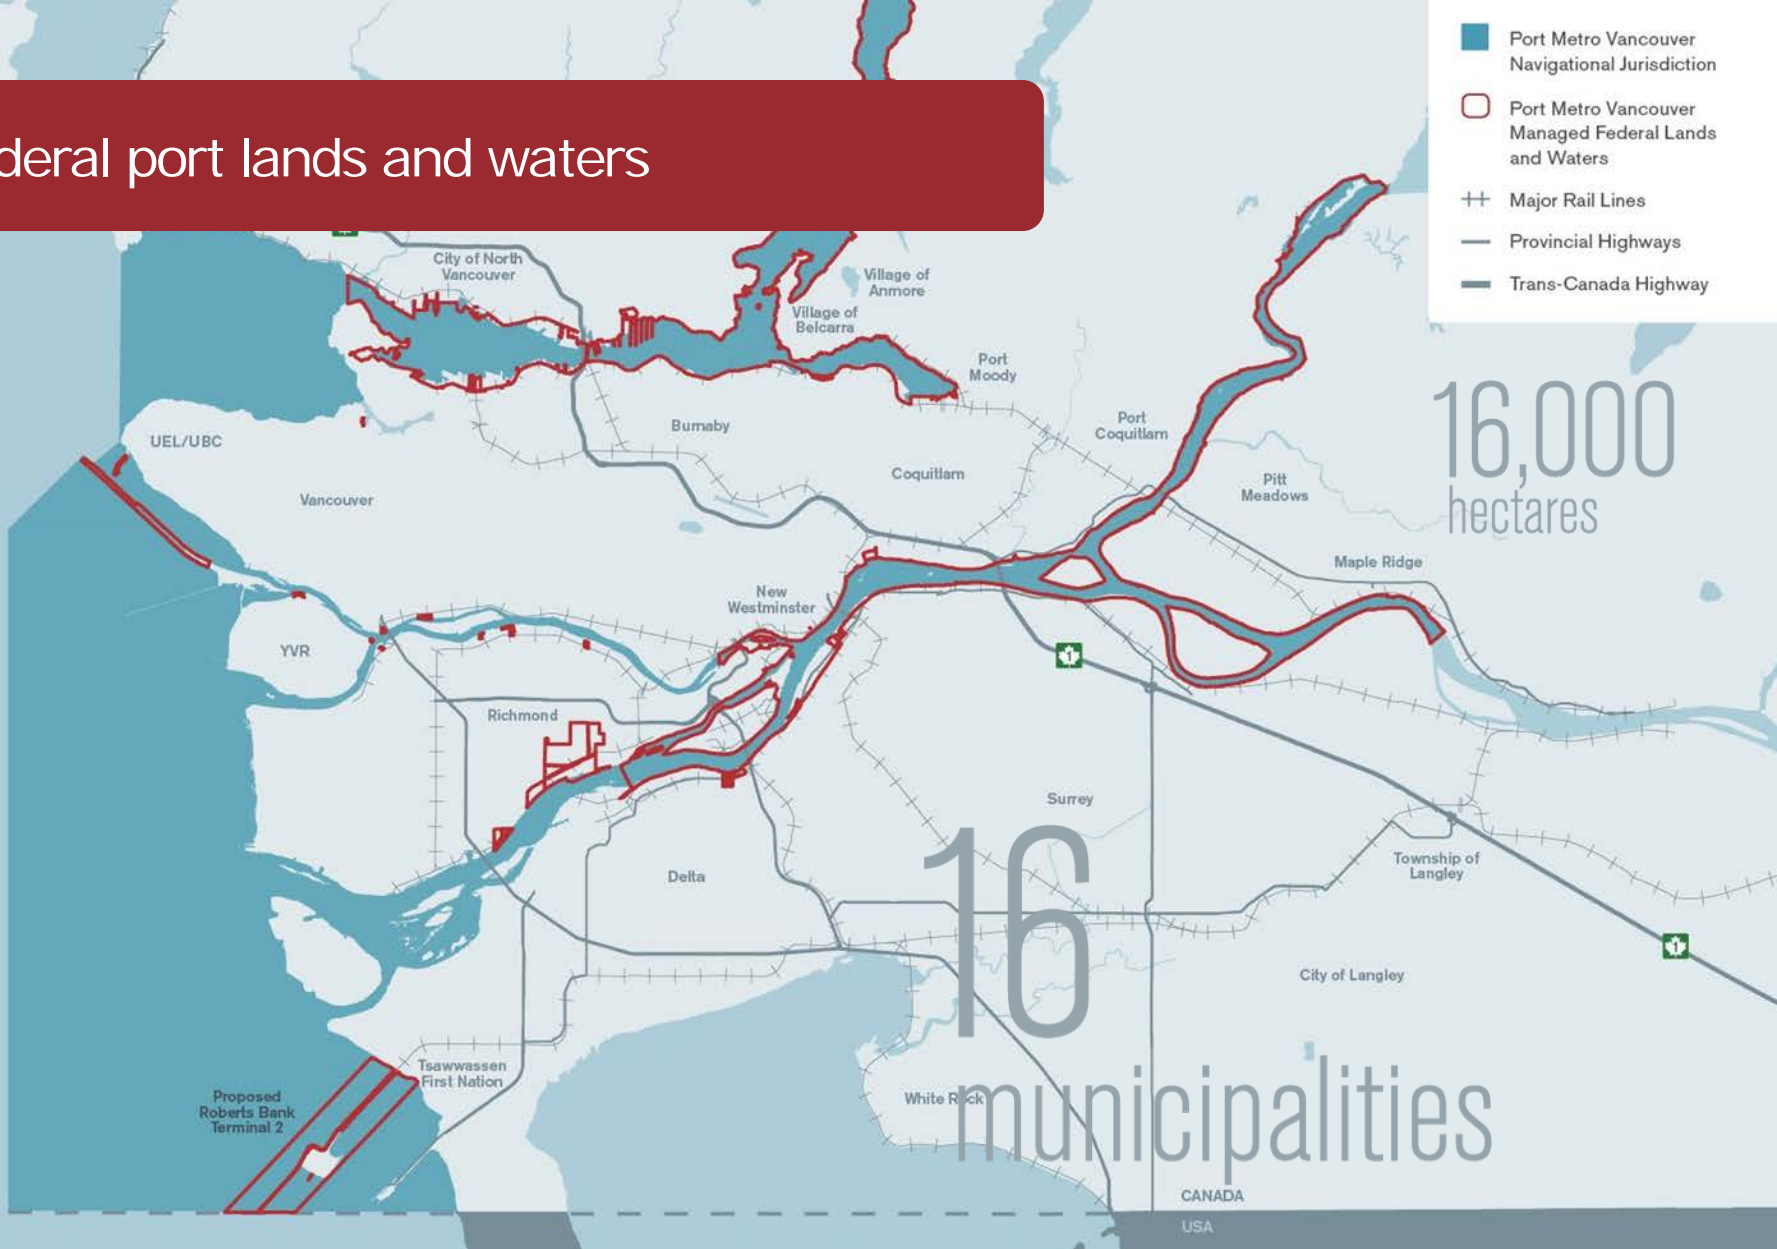 deral port lands and waters
Port Metro Vancouver
Navigational Jurisdiction
Port Metro Vancouver
Managed Federal Lands
and Waters
Major Rail Lines
Provincial Highways
Trans-Canada Highway
City of North
Vancouver
Village of
Anmore
Village of
Belcarra
Port
Moody
16,000
hectares
UEL/UBC
Burnaby
Port
Coquitlam
Vancouver
Coquitlam
Pitt
Meadows
Maple Ridge
New
Westminster
YVR
1
Richmond
Surrey
16
municipalities
Township of
Langley
Delta
1
City of Langley
Tsawwassen
First Nation
Proposed
Roberts Bank
Terminal 2
White Rock
CANADA
USA